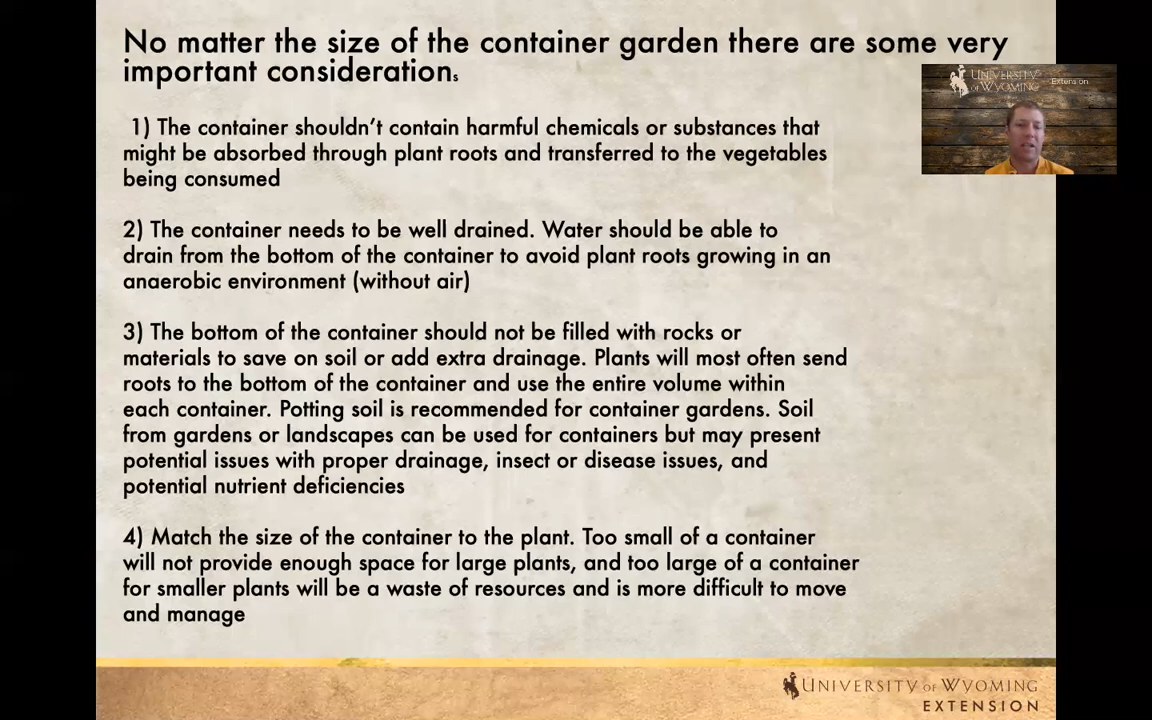 No matter the size of the container garden there are some very
important considerations
UNIVERSITY
OF WYOMING
Extension
1) The container shouldn't contain harmful chemicals or substances that
might be absorbed through plant roots and transferred to the vegetables
being consumed
2) The container needs to be well drained. Water should be able to
drain from the bottom of the container to avoid plant roots growing in an
anaerobic environment (without air)
3) The bottom of the container should not be filled with rocks or
materials to save on soil or add extra drainage. Plants will most often send
roots to the bottom of the container and use the entire volume within
each container. Potting soil is recommended for container gardens. Soil
from gardens or landscapes can be used for containers but may present
potential issues with proper drainage, insect or disease issues, and
potential nutrient deficiencies
4) Match the size of the container to the plant. Too small of a container
will not provide enough space for large plants, and too large of a container
for smaller plants will be a waste of resources and is more difficult to move
and manage
UNIVERSITY OF WYOMING
EXTENSION